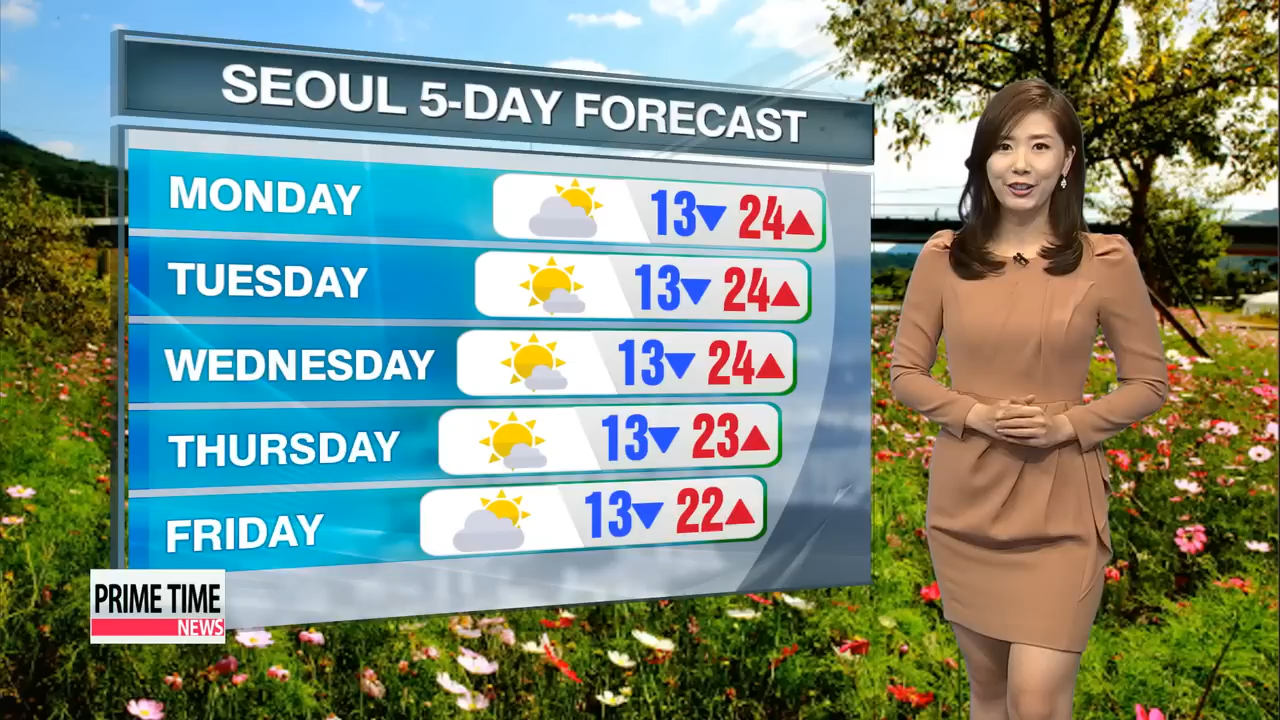 SEOUL 5-DAY FORECAST
MONDAY 13▼ 24▲
TUESDAY 13▼ 24▲
WEDNESDAY 13▼ 24▲
THURSDAY 13▼ 23▲
FRIDAY 13▼ 22▲
PRIME TIME
NEWS